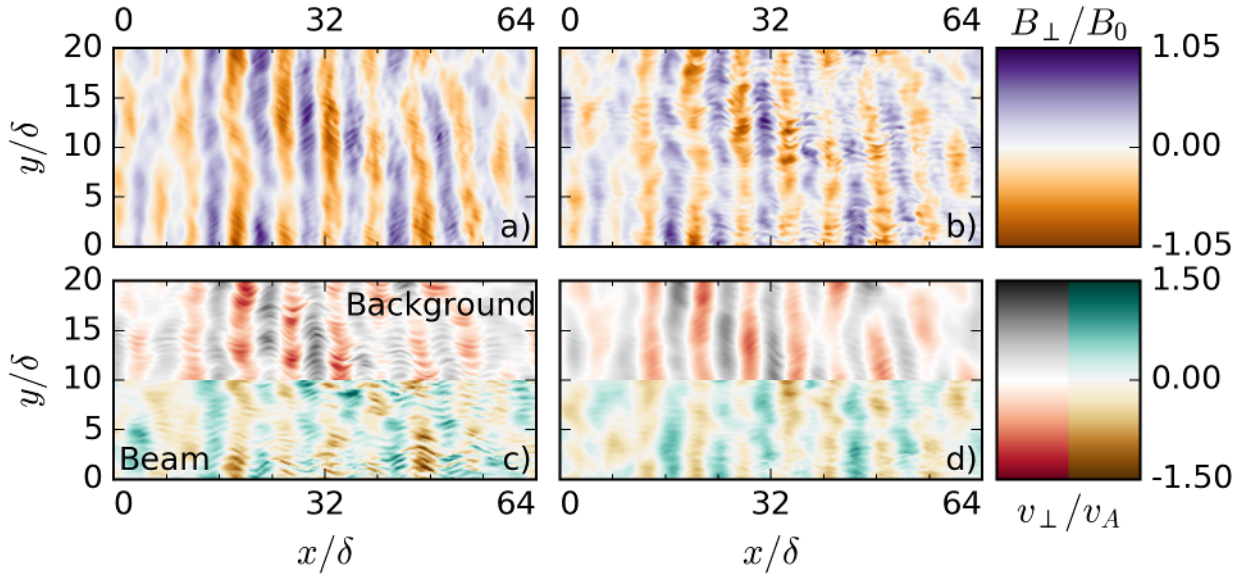 0 32 64 0 32 64 B⊥/B0
20 1.05
15
y/δ 10 0.00
5
0 a) b) -1.05
20 Background 1.50
15
y/δ 10 0.00
5
0 Beam c) d) -1.50
0 32 64 0 32 64 v⊥/vA
x/δ x/δ